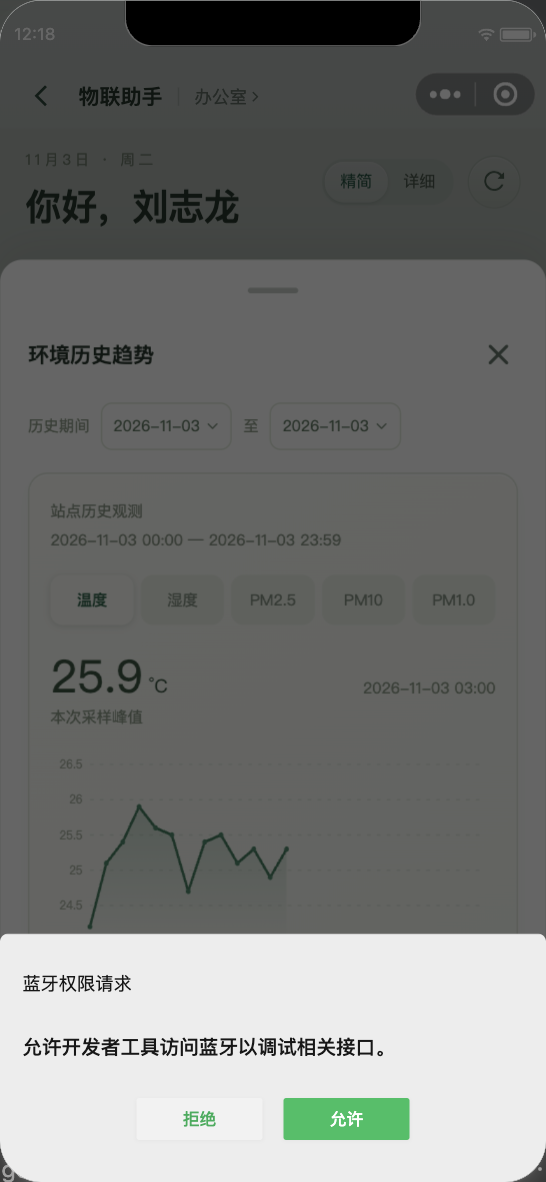 12:18
物联助手 办公室
11月3日 · 周二
你好，刘志龙
精简 详细
环境历史趋势
历史期间 2026-11-03 至 2026-11-03
站点历史观测
2026-11-03 00:00 — 2026-11-03 23:59
温度 湿度 PM2.5 PM10 PM1.0
25.9 °C
2026-11-03 03:00
本次采样峰值
26.5
26
25.5
25
24.5
蓝牙权限请求
允许开发者工具访问蓝牙以调试相关接口。
拒绝 允许